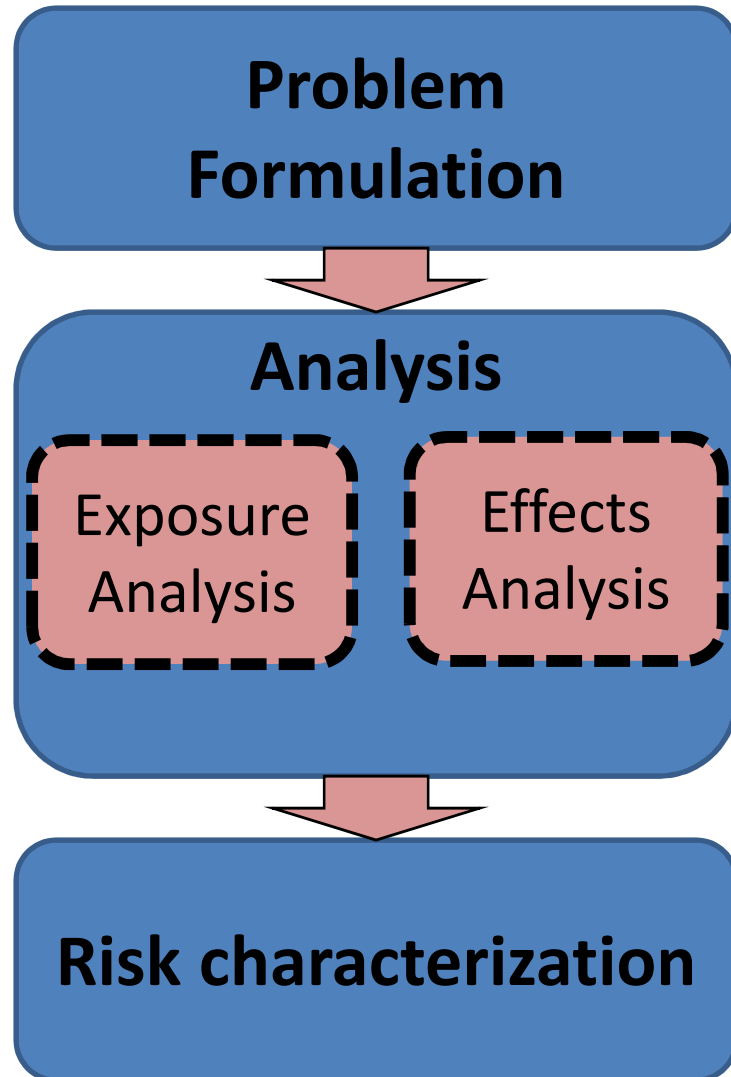 Problem
Formulation
Analysis
Exposure
Analysis
Effects
Analysis
Risk characterization